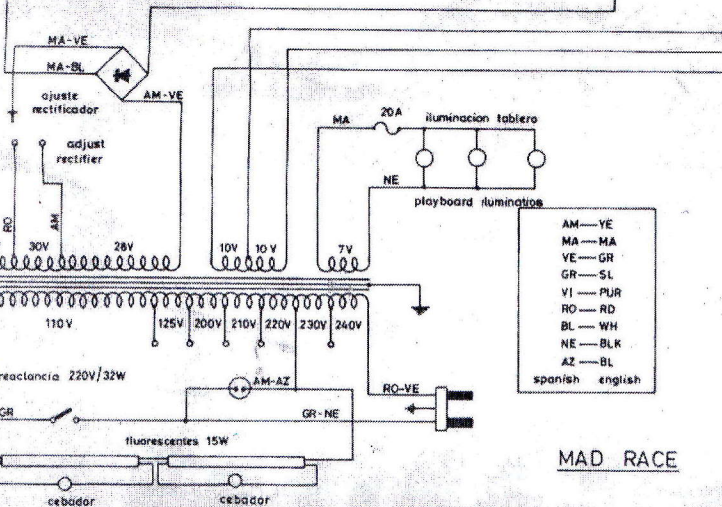 MA-VE
MA-BL
ajuste
rectificador
AM-VE
adjust
rectifier
RO
AM
MA
20A
iluminacion tablero
NE
playboard ilumination
30V
28V
10V
10V
7V
110V
125V
200V
210V
220V
230V
240V
AM — YE
MA — MA
VE — GR
GR — SL
VI — PUR
RO — RD
BL — WH
NE — BLK
AZ — BL
spanish english
reactancia 220V/32W
AM-AZ
RO-VE
GR
GR-NE
fluorescentes 15W
cebador
cebador
MAD RACE